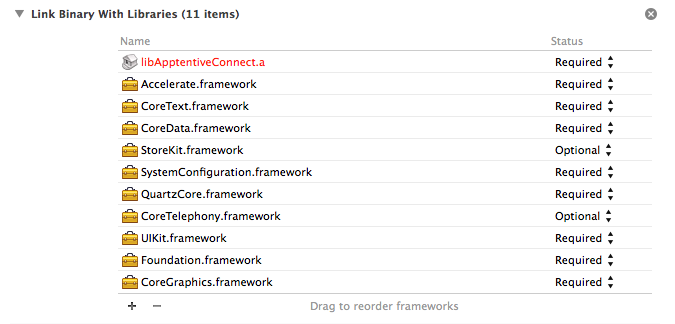 Link Binary With Libraries (11 items)
Name Status
libApptentiveConnect.a Required
Accelerate.framework Required
CoreText.framework Required
CoreData.framework Required
StoreKit.framework Optional
SystemConfiguration.framework Required
QuartzCore.framework Required
CoreTelephony.framework Optional
UIKit.framework Required
Foundation.framework Required
CoreGraphics.framework Required
+ − Drag to reorder frameworks